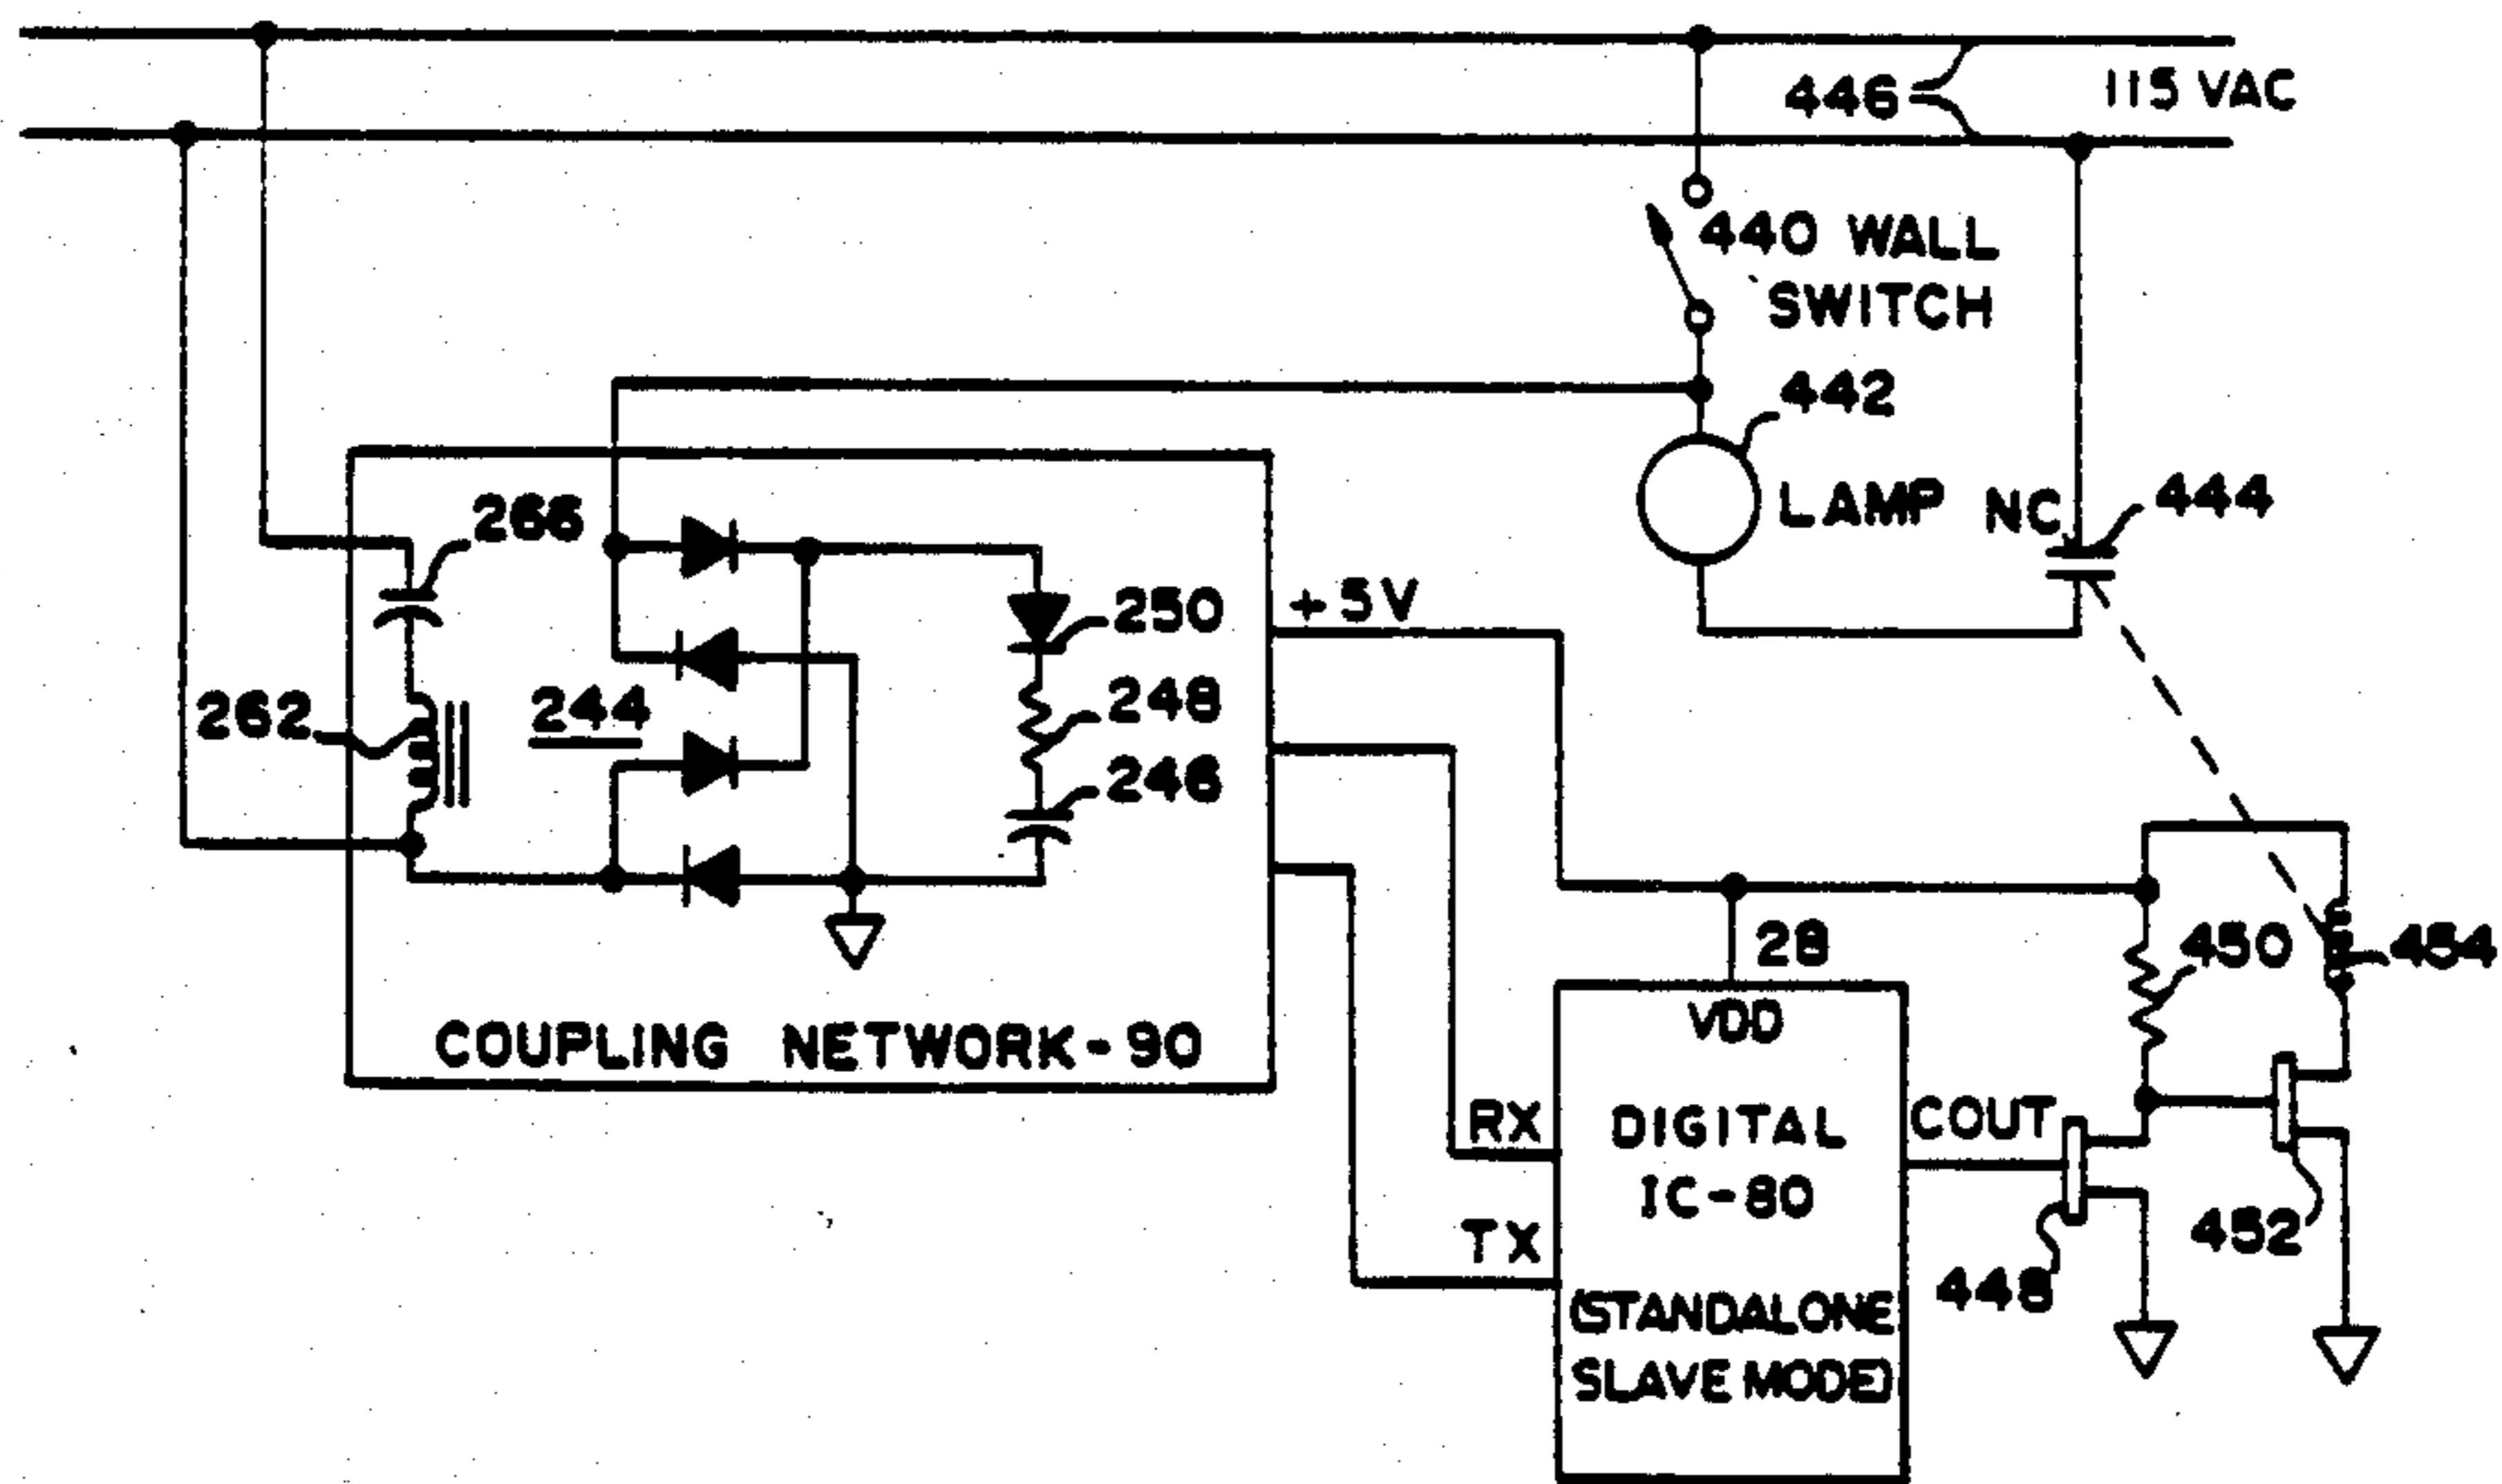 446
115 VAC
440 WALL
SWITCH
442
LAMP
NC
444
266
250
+5V
248
262
244
246
28
450
454
VDD
COUPLING NETWORK-90
RX
DIGITAL
COUT
IC-80
TX
452
448
(STANDALONE
SLAVE MODE)